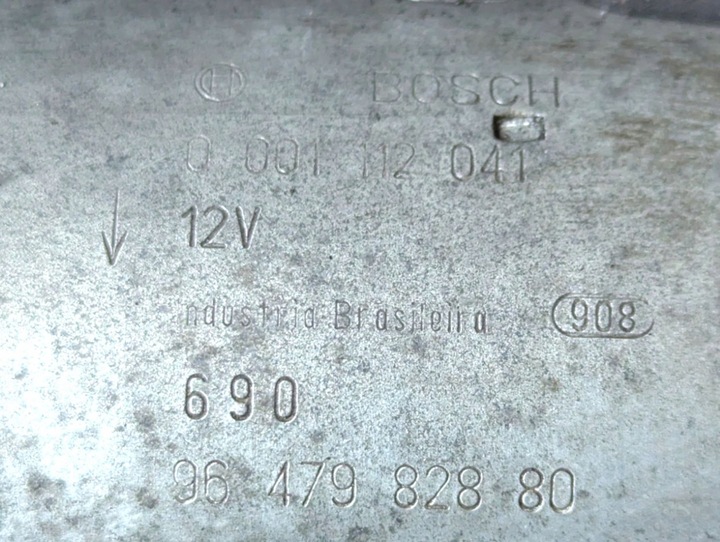 BOSCH
0 001 112 041
12V
Industria Brasileira 908
690
96 479 828 80